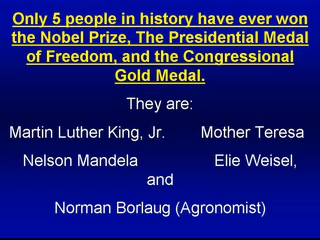 Only 5 people in history have ever won
the Nobel Prize, The Presidential Medal
of Freedom, and the Congressional
Gold Medal.
They are:
Martin Luther King, Jr. Mother Teresa
Nelson Mandela Elie Weisel,
and
Norman Borlaug (Agronomist)